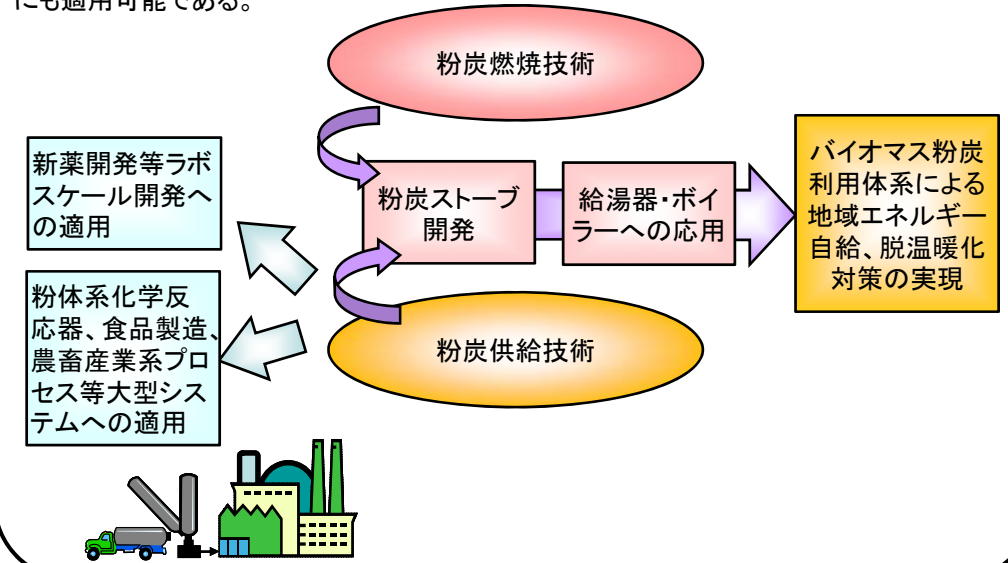 にも適用可能である。
粉炭燃焼技術
新薬開発等ラボ
スケール開発へ
の適用
粉炭ストーブ
開発
給湯器・ボイ
ラーへの応用
バイオマス粉炭
利用体系による
地域エネルギー
自給、脱温暖化
対策の実現
粉体系化学反
応器、食品製造、
農畜産業系プロ
セス等大型シス
テムへの適用
粉炭供給技術